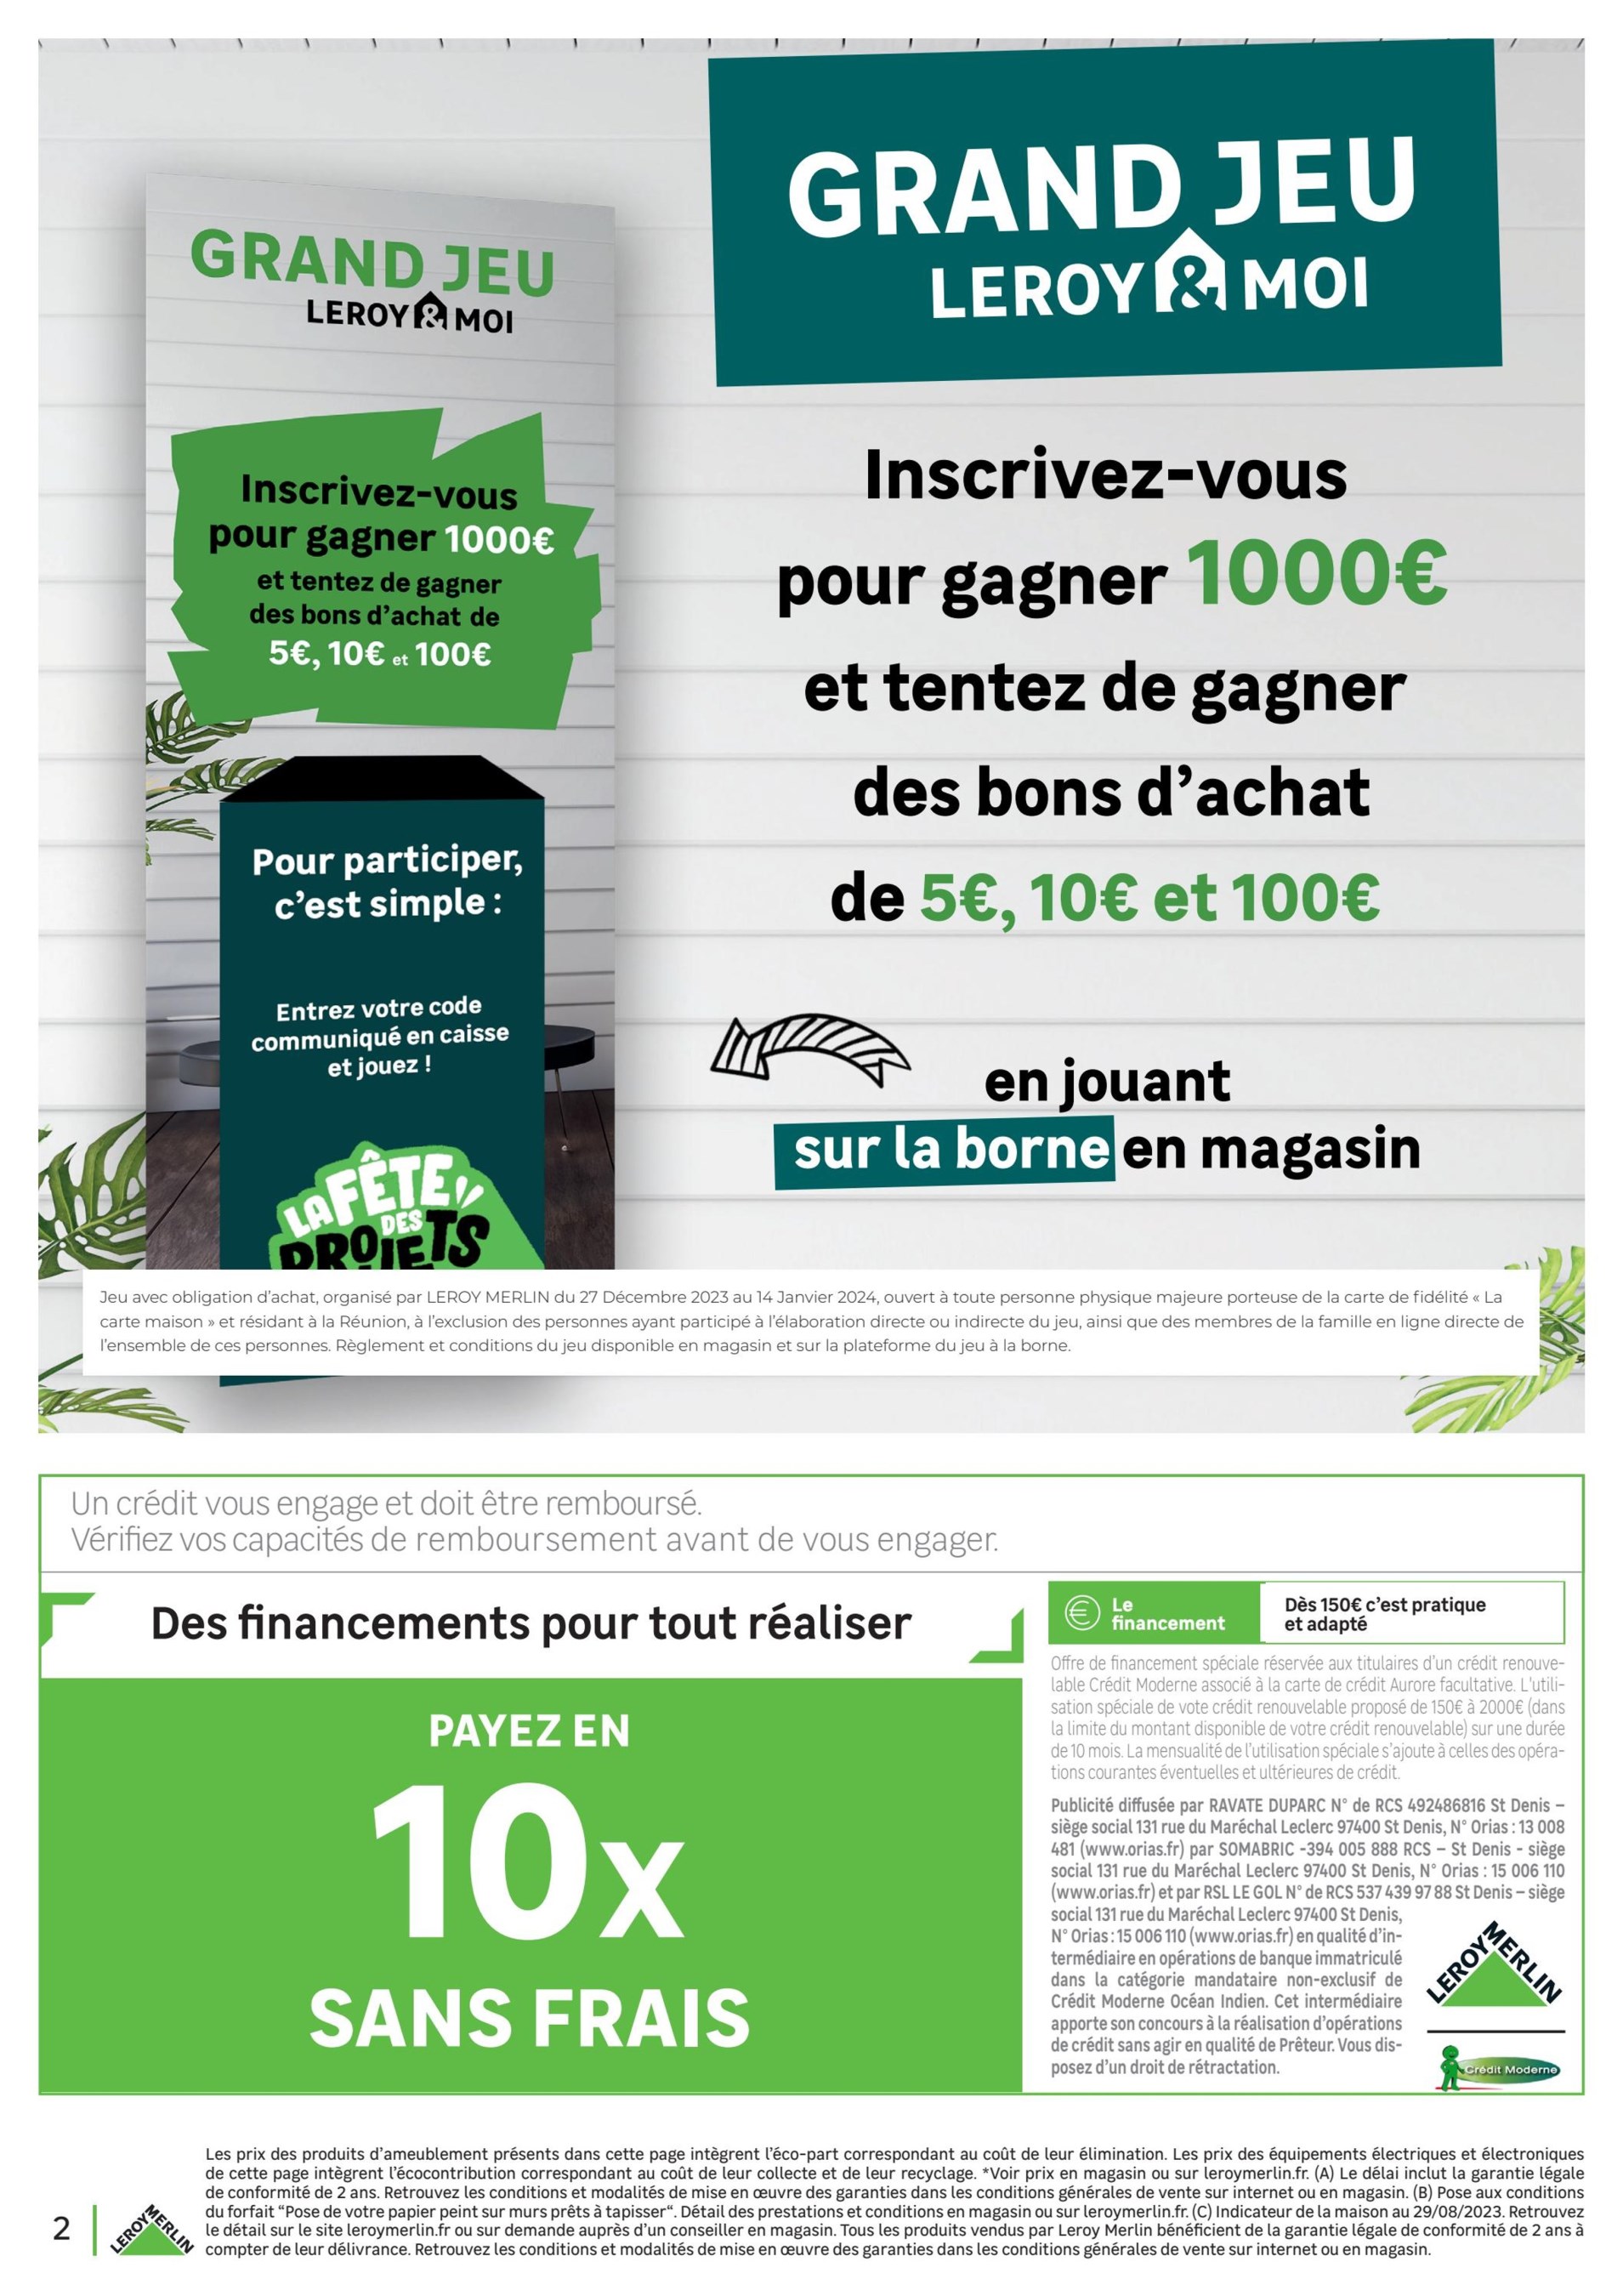 GRAND JEU
LEROY & MOI
Inscrivez-vous
pour gagner 1000€
et tentez de gagner
des bons d'achat de
5€, 10€ et 100€
Pour participer,
c'est simple :
Entrez votre code
communiqué en caisse
et jouez !
LA FÊTE
DES
PROJETS
GRAND JEU
LEROY & MOI
Inscrivez-vous
pour gagner 1000€
et tentez de gagner
des bons d'achat
de 5€, 10€ et 100€
en jouant
sur la borne en magasin
Jeu avec obligation d'achat, organisé par LEROY MERLIN du 27 Décembre 2023 au 14 Janvier 2024, ouvert à toute personne physique majeure porteuse de la carte de fidélité « La
carte maison » et résidant à la Réunion, à l'exclusion des personnes ayant participé à l'élaboration directe ou indirecte du jeu, ainsi que des membres de la famille en ligne directe de
l'ensemble de ces personnes. Règlement et conditions du jeu disponible en magasin et sur la plateforme du jeu à la borne.
Un crédit vous engage et doit être remboursé.
Vérifiez vos capacités de remboursement avant de vous engager.
Des financements pour tout réaliser
PAYEZ EN
10x
SANS FRAIS
Le
financement
Dès 150€ c'est pratique
et adapté
Offre de financement spéciale réservée aux titulaires d'un crédit renouve-
lable Crédit Moderne associé à la carte de crédit Aurore facultative. L'utili-
sation spéciale de vote crédit renouvelable proposé de 150€ à 2000€ (dans
la limite du montant disponible de votre crédit renouvelable) sur une durée
de 10 mois. La mensualité de l'utilisation spéciale s'ajoute à celles des opéra-
tions courantes éventuelles et ultérieures de crédit.
Publicité diffusée par RAVATE DUPARC N° de RCS 492486816 St Denis –
siège social 131 rue du Maréchal Leclerc 97400 St Denis, N° Orias : 13 008
481 (www.orias.fr) par SOMABRIC -394 005 888 RCS – St Denis - siège
social 131 rue du Maréchal Leclerc 97400 St Denis, N° Orias : 15 006 110
(www.orias.fr) et par RSL LE GOL N° de RCS 537 439 97 88 St Denis – siège
social 131 rue du Maréchal Leclerc 97400 St Denis,
N° Orias : 15 006 110 (www.orias.fr) en qualité d'in-
termédiaire en opérations de banque immatriculé
dans la catégorie mandataire non-exclusif de
Crédit Moderne Océan Indien. Cet intermédiaire
apporte son concours à la réalisation d'opérations
de crédit sans agir en qualité de Prêteur. Vous dis-
posez d'un droit de rétractation.
LEROY MERLIN
Crédit Moderne
Les prix des produits d'ameublement présents dans cette page intègrent l'éco-part correspondant au coût de leur élimination. Les prix des équipements électriques et électroniques
de cette page intègrent l'écocontribution correspondant au coût de leur collecte et de leur recyclage. *Voir prix en magasin ou sur leroymerlin.fr. (A) Le délai inclut la garantie légale
de conformité de 2 ans. Retrouvez les conditions et modalités de mise en œuvre des garanties dans les conditions générales de vente sur internet ou en magasin. (B) Pose aux conditions
du forfait "Pose de votre papier peint sur murs prêts à tapisser". Détail des prestations et conditions en magasin ou sur leroymerlin.fr. (C) Indicateur de la maison au 29/08/2023. Retrouvez
le détail sur le site leroymerlin.fr ou sur demande auprès d'un conseiller en magasin. Tous les produits vendus par Leroy Merlin bénéficient de la garantie légale de conformité de 2 ans à
compter de leur délivrance. Retrouvez les conditions et modalités de mise en œuvre des garanties dans les conditions générales de vente sur internet ou en magasin.
2
LEROY MERLIN